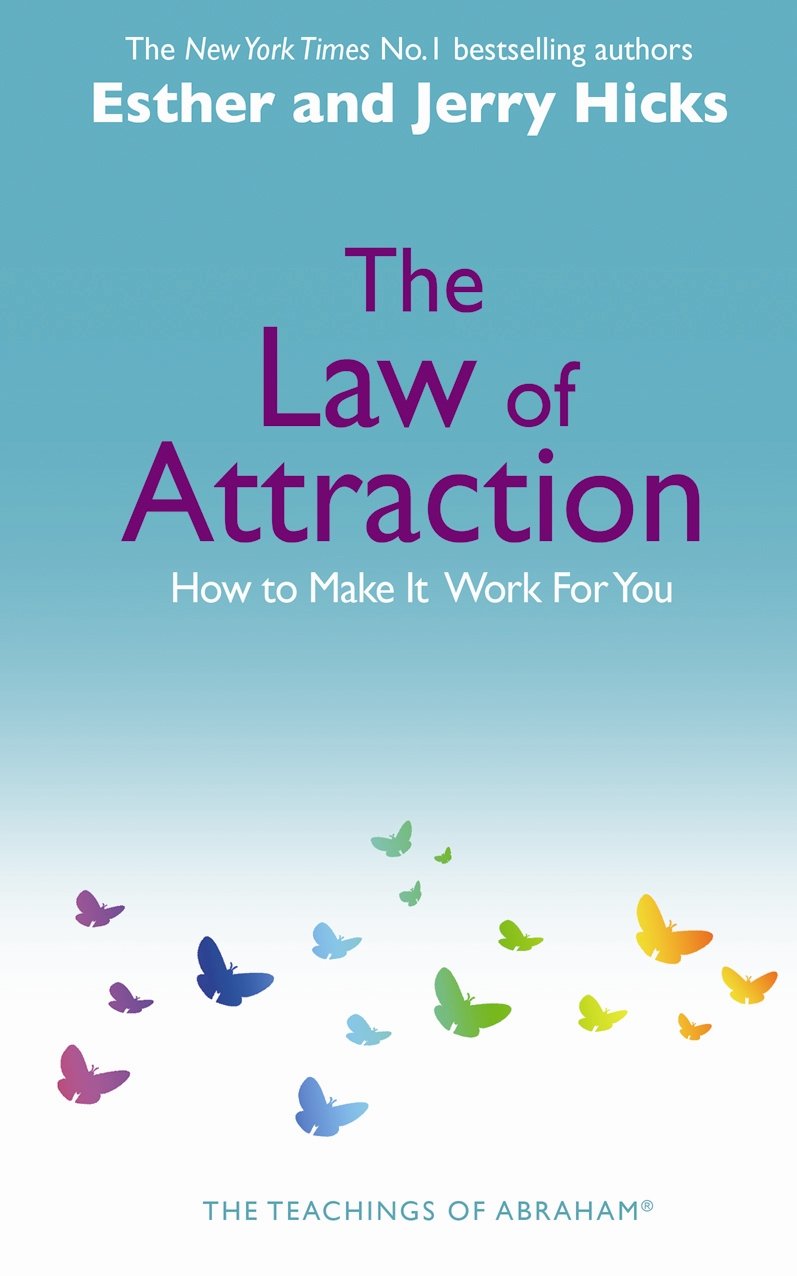 The New York Times No.1 bestselling authors
Esther and Jerry Hicks
The
Law of
Attraction
How to Make It Work For You
THE TEACHINGS OF ABRAHAM®